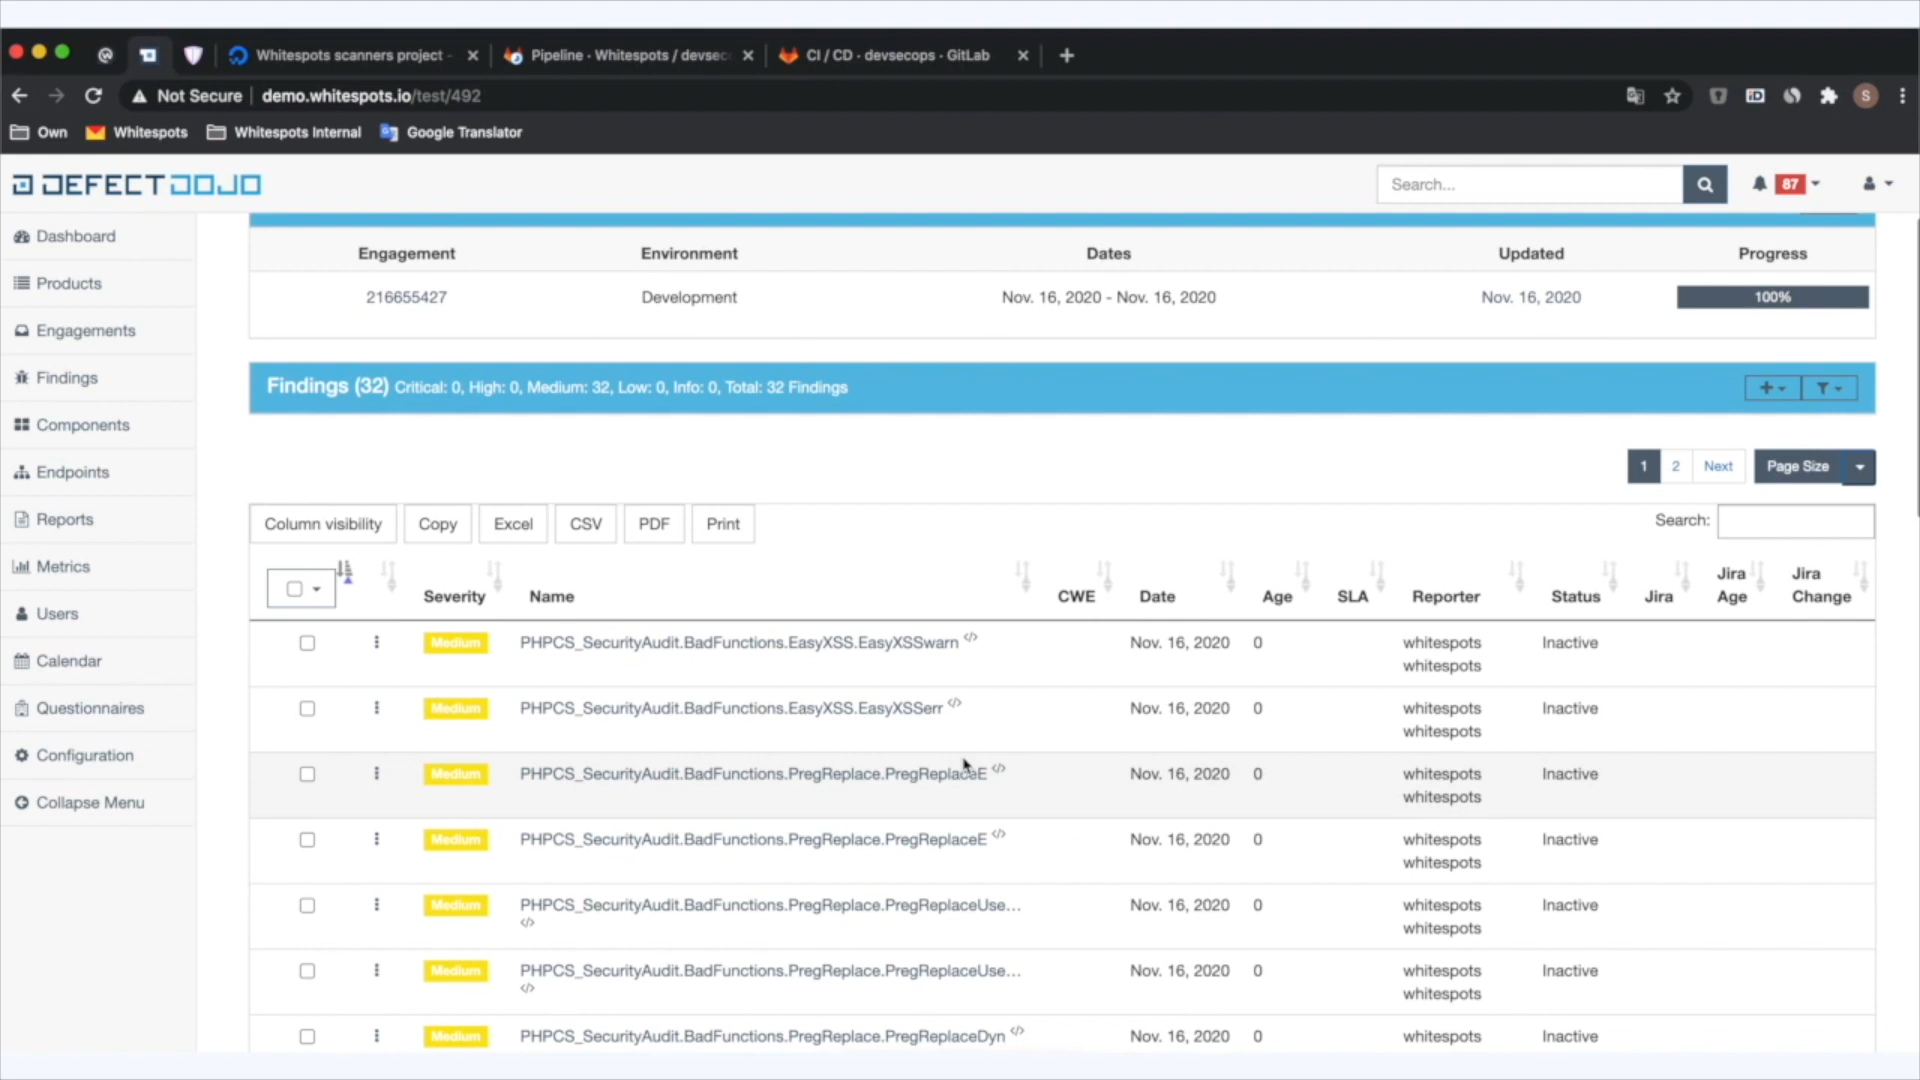 Whitespots scanners project -
Pipeline · Whitespots / devsec
CI / CD · devsecops · GitLab
Not Secure | demo.whitespots.io/test/492
S
Own Whitespots Whitespots Internal Google Translator
DEFECTDOJO
Search...
87
Dashboard
Products
Engagements
Findings
Components
Endpoints
Reports
Metrics
Users
Calendar
Questionnaires
Configuration
Collapse Menu
Engagement Environment Dates Updated Progress
216655427 Development Nov. 16, 2020 - Nov. 16, 2020 Nov. 16, 2020 100%
Findings (32) Critical: 0, High: 0, Medium: 32, Low: 0, Info: 0, Total: 32 Findings
1 2 Next Page Size
Column visibility Copy Excel CSV PDF Print Search:
Severity Name CWE Date Age SLA Reporter Status Jira Jira Age Jira Change
Medium PHPCS_SecurityAudit.BadFunctions.EasyXSS.EasyXSSwarn </> Nov. 16, 2020 0 whitespots Inactive
whitespots
Medium PHPCS_SecurityAudit.BadFunctions.EasyXSS.EasyXSSerr </> Nov. 16, 2020 0 whitespots Inactive
whitespots
Medium PHPCS_SecurityAudit.BadFunctions.PregReplace.PregReplaceE </> Nov. 16, 2020 0 whitespots Inactive
whitespots
Medium PHPCS_SecurityAudit.BadFunctions.PregReplace.PregReplaceE </> Nov. 16, 2020 0 whitespots Inactive
whitespots
Medium PHPCS_SecurityAudit.BadFunctions.PregReplace.PregReplaceUse... Nov. 16, 2020 0 whitespots Inactive
</> whitespots
Medium PHPCS_SecurityAudit.BadFunctions.PregReplace.PregReplaceUse... Nov. 16, 2020 0 whitespots Inactive
</> whitespots
Medium PHPCS_SecurityAudit.BadFunctions.PregReplace.PregReplaceDyn </> Nov. 16, 2020 0 whitespots Inactive